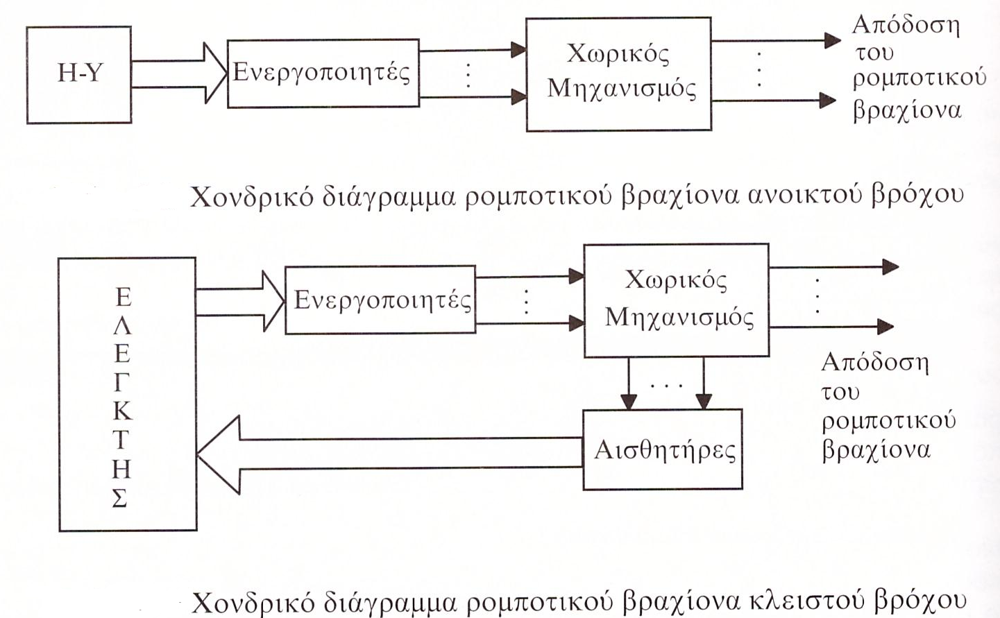 Η-Υ
Ενεργοποιητές
Χωρικός
Μηχανισμός
Απόδοση
του
ρομποτικού
βραχίονα
Χονδρικό διάγραμμα ρομποτικού βραχίονα ανοικτού βρόχου
Ε
Λ
Ε
Γ
Κ
Τ
Η
Σ
Ενεργοποιητές
Χωρικός
Μηχανισμός
Αισθητήρες
Απόδοση
του
ρομποτικού
βραχίονα
Χονδρικό διάγραμμα ρομποτικού βραχίονα κλειστού βρόχου